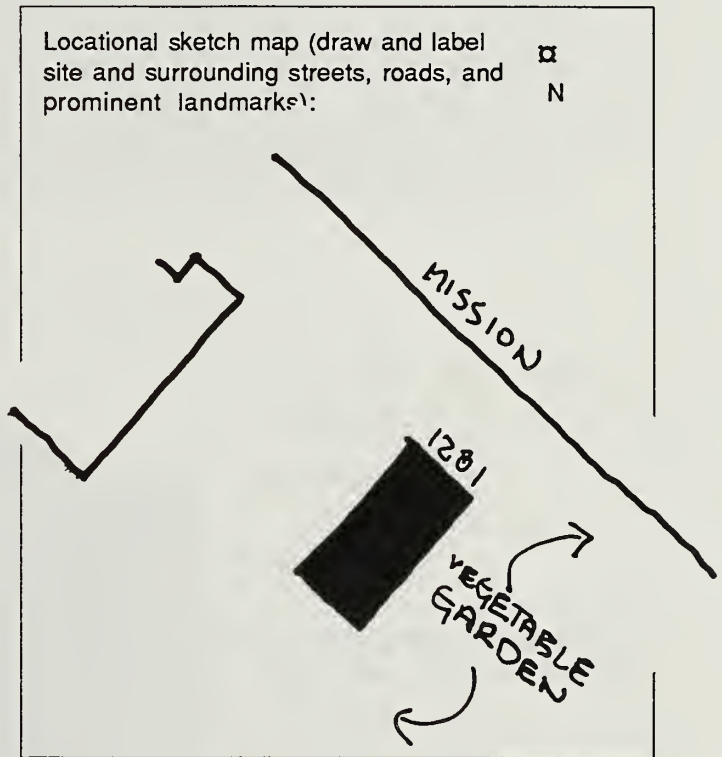 Locational sketch map (draw and label
site and surrounding streets, roads, and
prominent landmarks):
¤
N
MISSION
1281
VEGETABLE
GARDEN